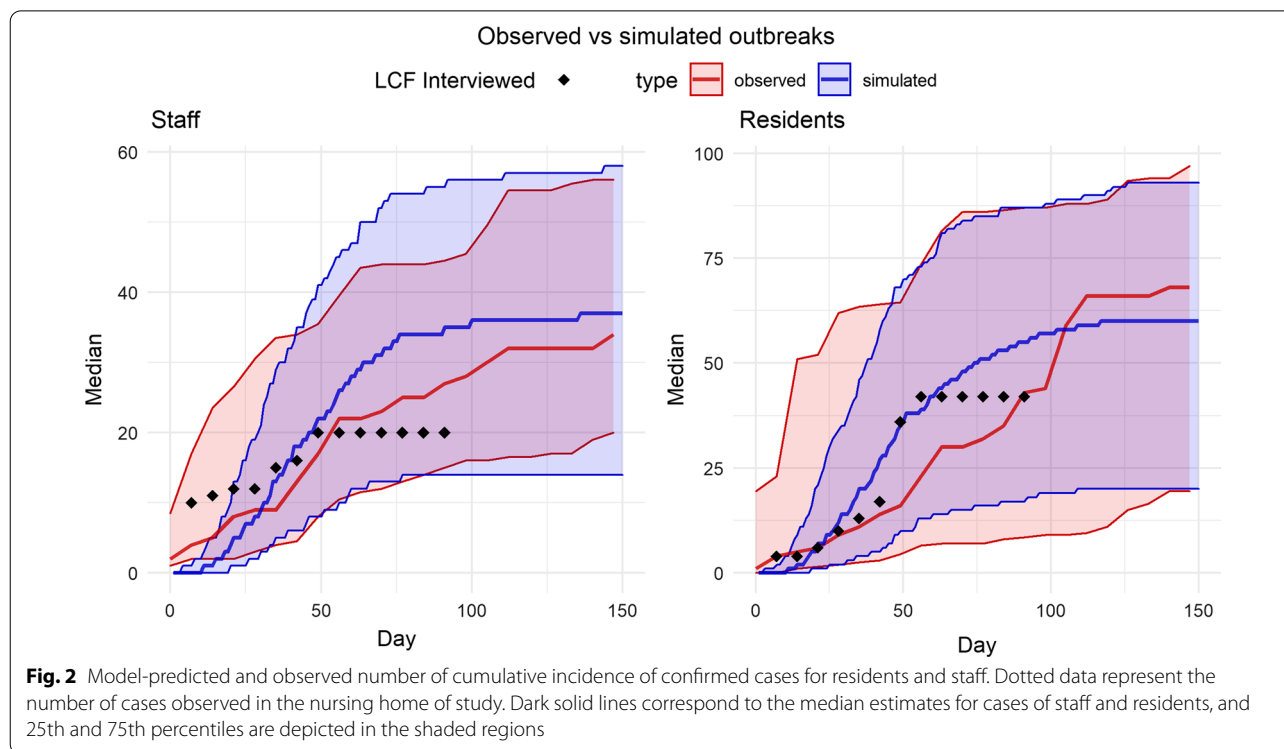 Observed vs simulated outbreaks
LCF Interviewed type observed simulated
Staff
60
40
20
0
Median
0 50 100 150
Day
Residents
100
75
50
25
0
Median
0 50 100 150
Day
Fig. 2 Model-predicted and observed number of cumulative incidence of confirmed cases for residents and staff. Dotted data represent the
number of cases observed in the nursing home of study. Dark solid lines correspond to the median estimates for cases of staff and residents, and
25th and 75th percentiles are depicted in the shaded regions